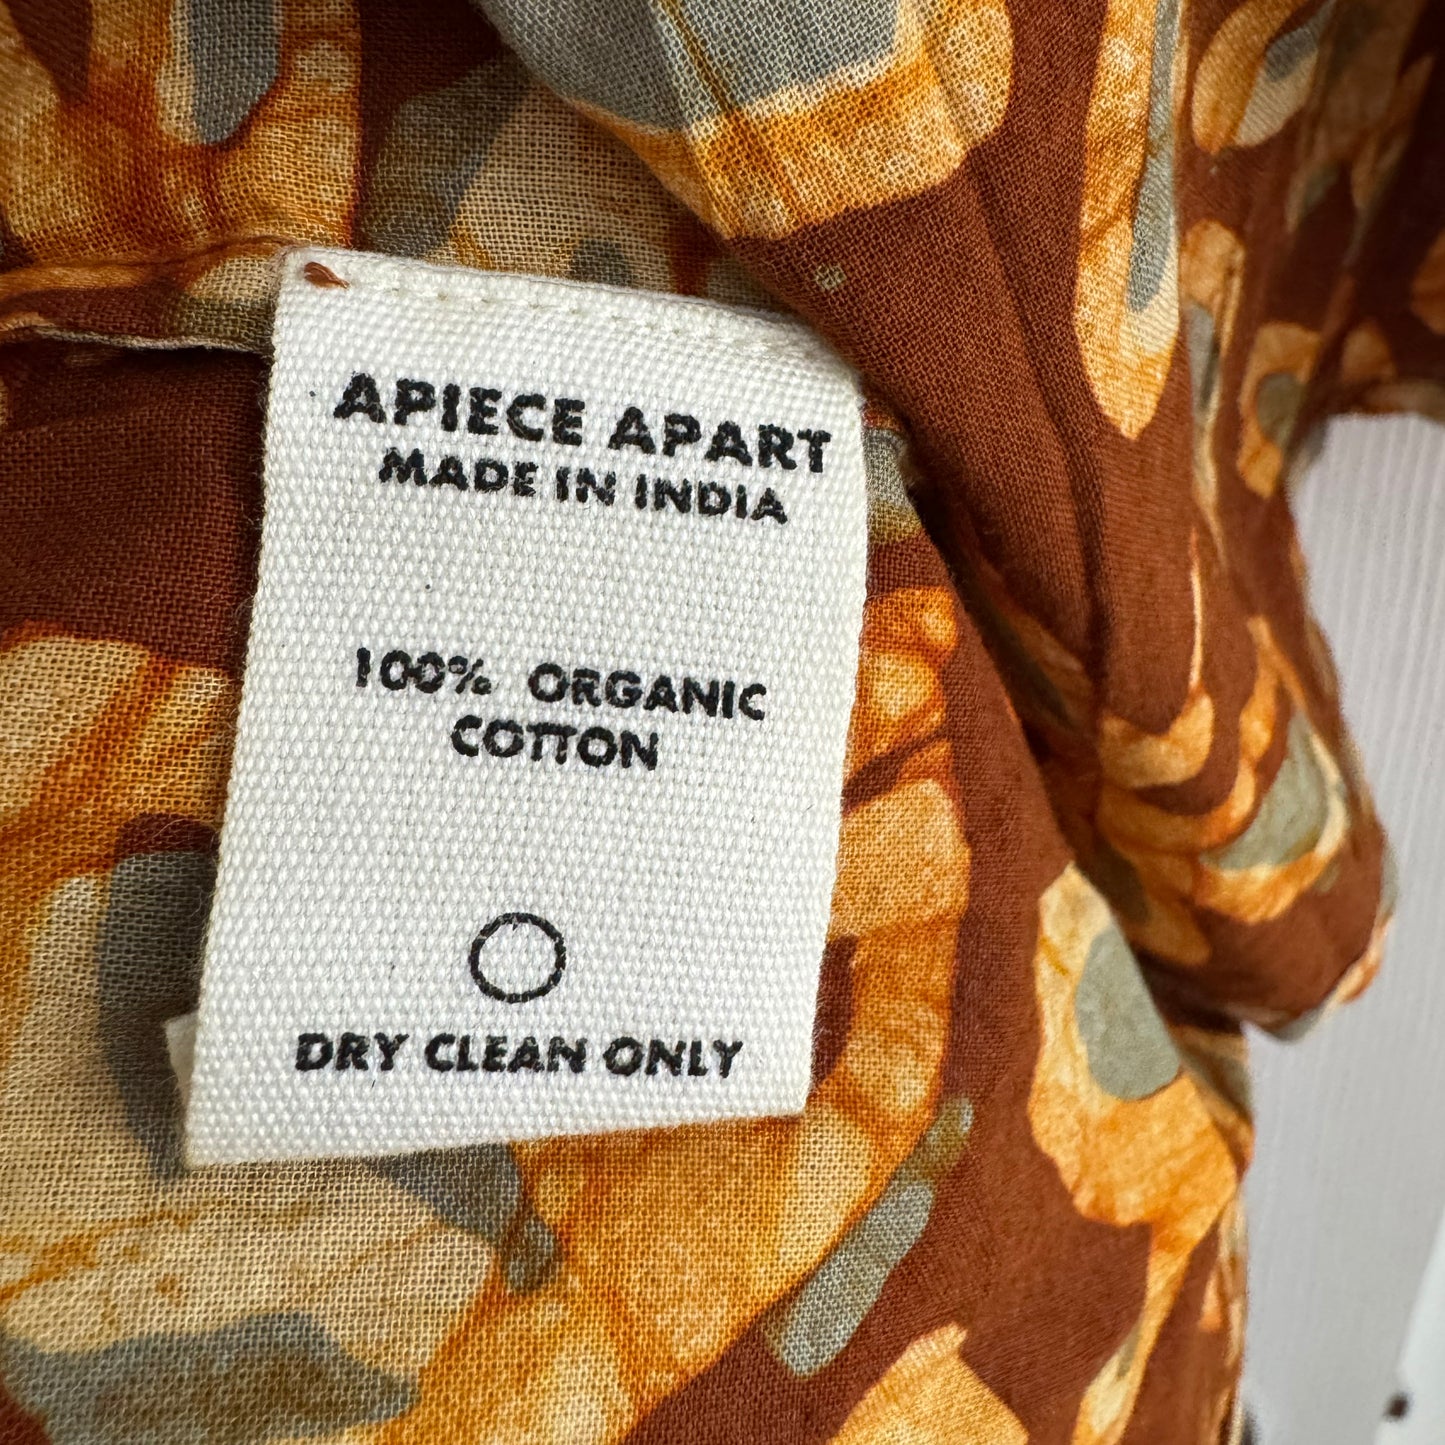 APIECE APART
MADE IN INDIA
100% ORGANIC
COTTON
DRY CLEAN ONLY